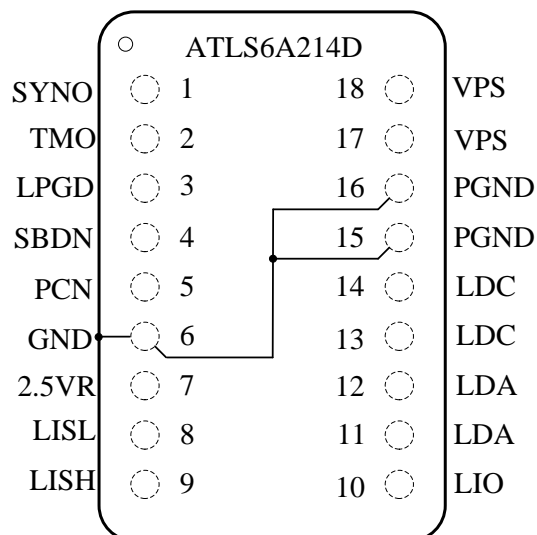 ATLS6A214D
SYNO 1 18 VPS
TMO 2 17 VPS
LPGD 3 16 PGND
SBDN 4 15 PGND
PCN 5 14 LDC
GND 6 13 LDC
2.5VR 7 12 LDA
LISL 8 11 LDA
LISH 9 10 LIO